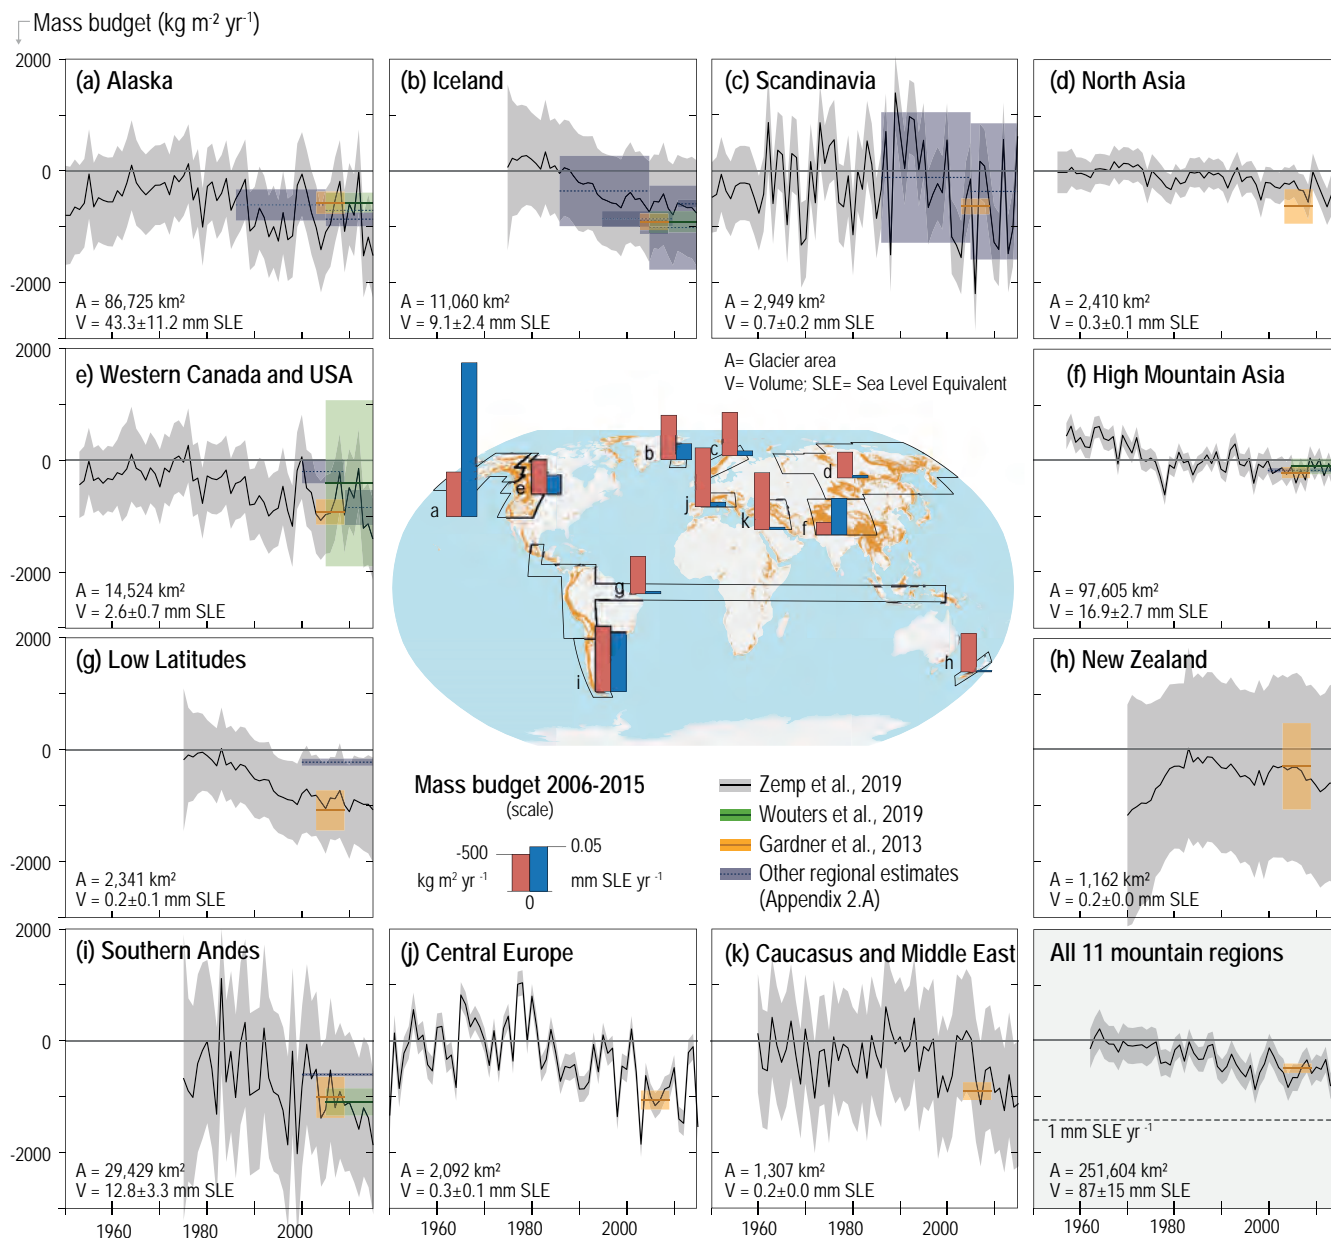 Mass budget (kg m⁻² yr⁻¹)
2000
0
-2000
(a) Alaska
A = 86,725 km²
V = 43.3±11.2 mm SLE
(b) Iceland
A = 11,060 km²
V = 9.1±2.4 mm SLE
(c) Scandinavia
A = 2,949 km²
V = 0.7±0.2 mm SLE
(d) North Asia
A = 2,410 km²
V = 0.3±0.1 mm SLE
2000
0
-2000
e) Western Canada and USA
A = 14,524 km²
V = 2.6±0.7 mm SLE
A= Glacier area
V= Volume; SLE= Sea Level Equivalent
a
b
c
d
e
f
g
h
i
j
k
(f) High Mountain Asia
A = 97,605 km²
V = 16.9±2.7 mm SLE
2000
0
-2000
(g) Low Latitudes
A = 2,341 km²
V = 0.2±0.1 mm SLE
Mass budget 2006-2015
(scale)
-500
0.05
kg m² yr ⁻¹
mm SLE yr ⁻¹
0
Zemp et al., 2019
Wouters et al., 2019
Gardner et al., 2013
Other regional estimates
(Appendix 2.A)
(h) New Zealand
A = 1,162 km²
V = 0.2±0.0 mm SLE
2000
0
-2000
(i) Southern Andes
A = 29,429 km²
V = 12.8±3.3 mm SLE
1960
1980
2000
(j) Central Europe
A = 2,092 km²
V = 0.3±0.1 mm SLE
1960
1980
2000
(k) Caucasus and Middle East
A = 1,307 km²
V = 0.2±0.0 mm SLE
1960
1980
2000
All 11 mountain regions
1 mm SLE yr ⁻¹
A = 251,604 km²
V = 87±15 mm SLE
1960
1980
2000